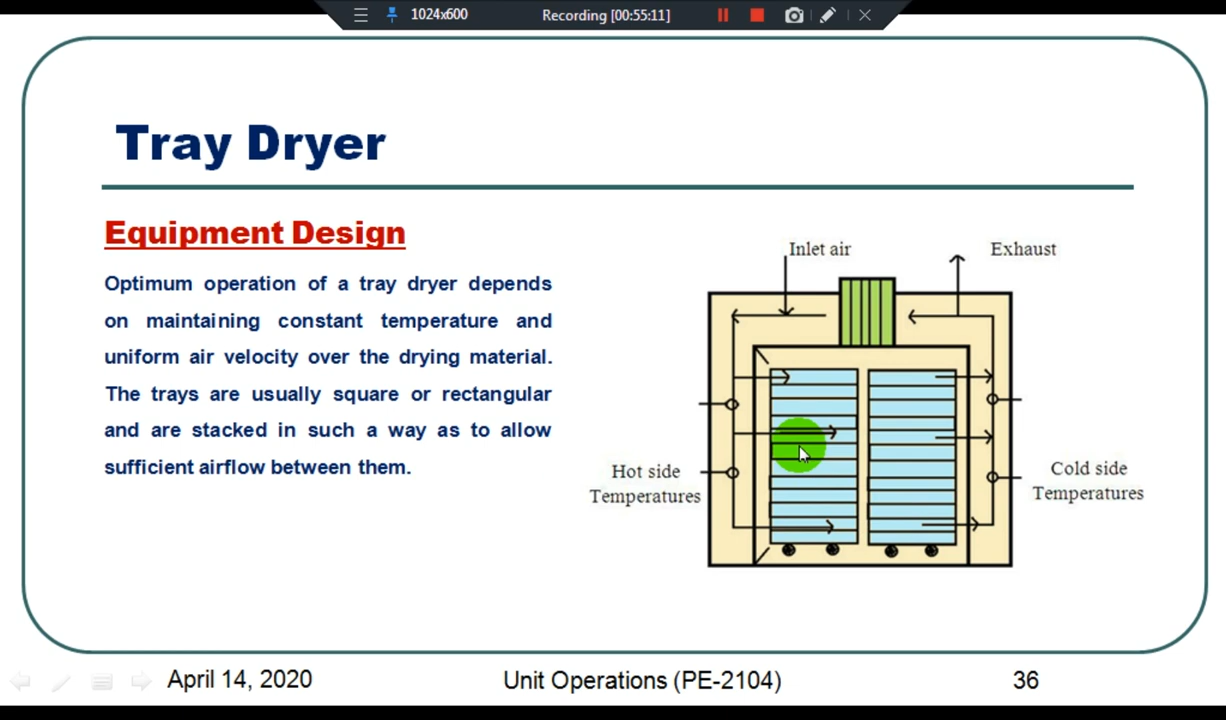 1024x600
Recording [00:55:11]
Tray Dryer
Equipment Design
Optimum operation of a tray dryer depends
on maintaining constant temperature and
uniform air velocity over the drying material.
The trays are usually square or rectangular
and are stacked in such a way as to allow
sufficient airflow between them.
Inlet air
Exhaust
Hot side
Temperatures
Cold side
Temperatures
April 14, 2020
Unit Operations (PE-2104)
36